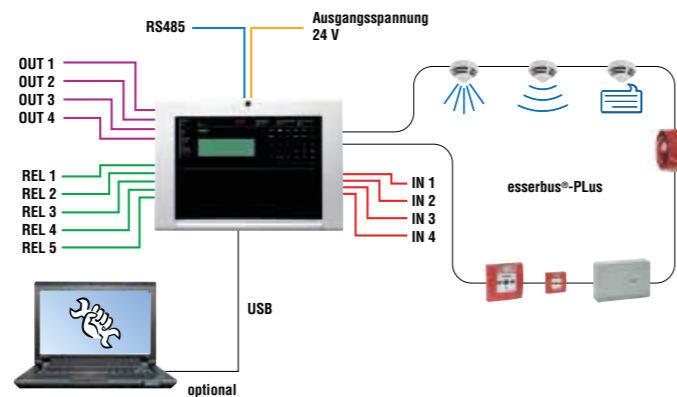 RS485
Ausgangsspannung
24 V
OUT 1
OUT 2
OUT 3
OUT 4
REL 1
REL 2
REL 3
REL 4
REL 5
IN 1
IN 2
IN 3
IN 4
esserbus®-PLus
USB
optional